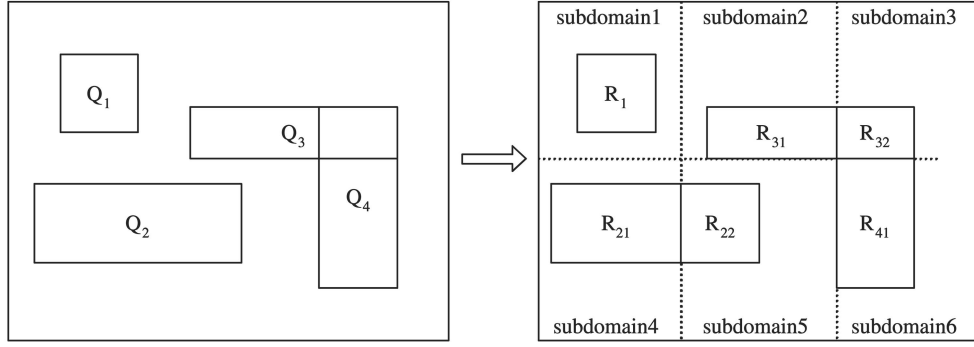 subdomain1 subdomain2 subdomain3
Q1 R1
Q3 R31 R32
Q4
Q2 R21 R22 R41
subdomain4 subdomain5 subdomain6